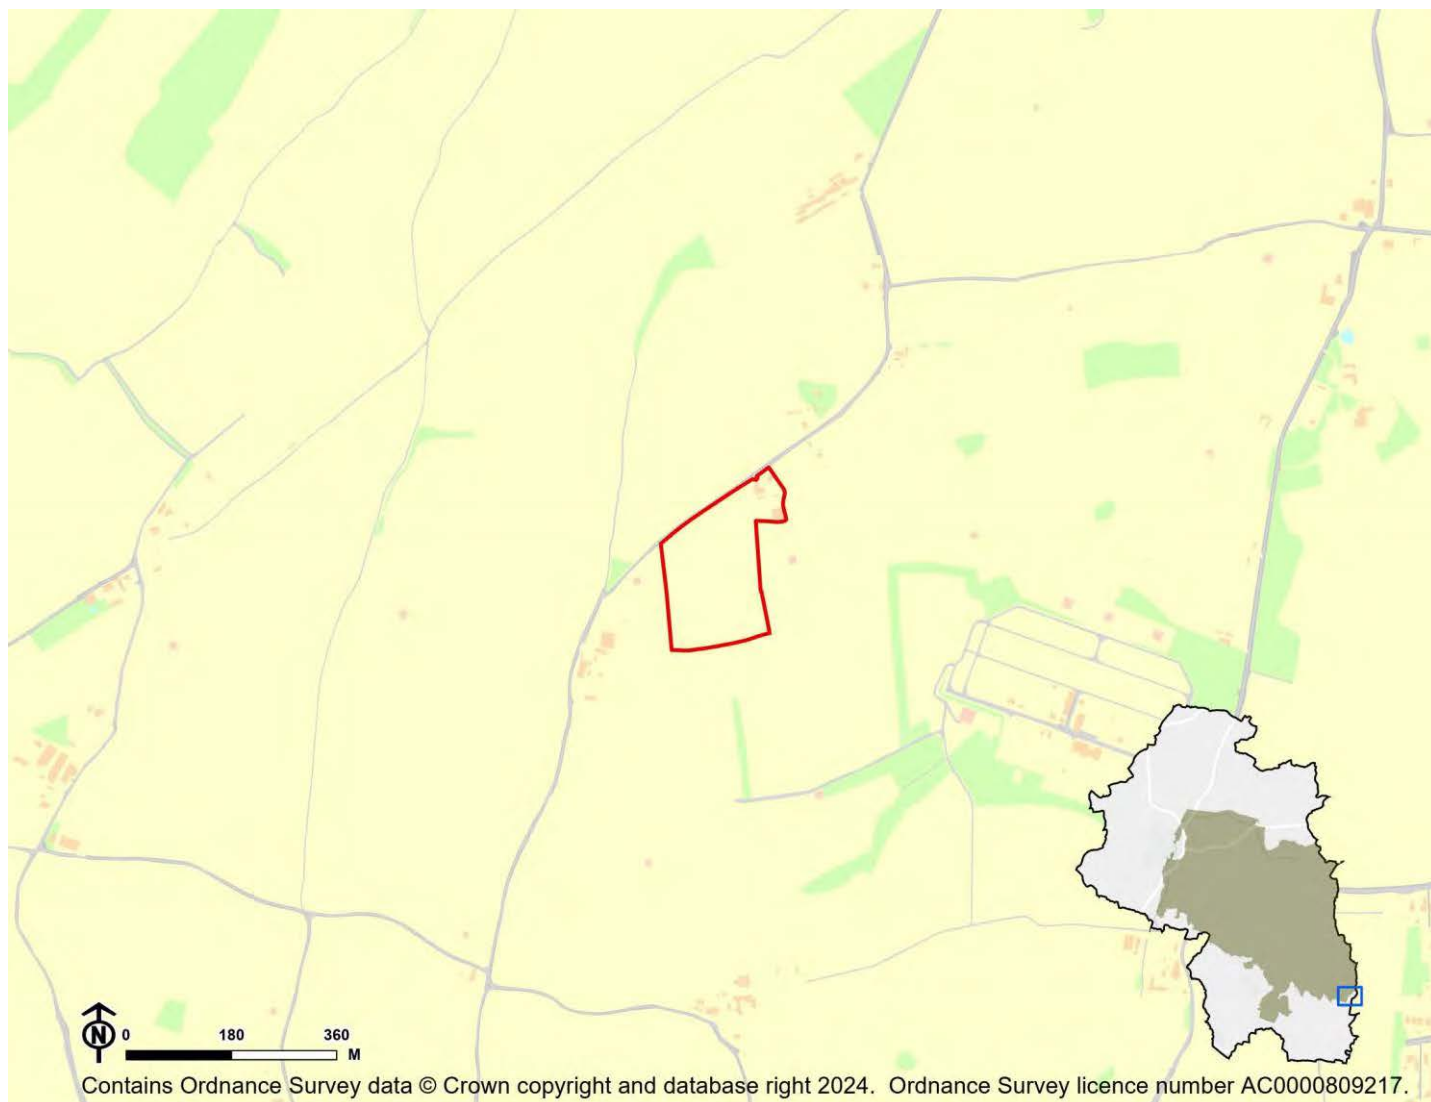 N 0 180 360
M
Contains Ordnance Survey data © Crown copyright and database right 2024. Ordnance Survey licence number AC0000809217.